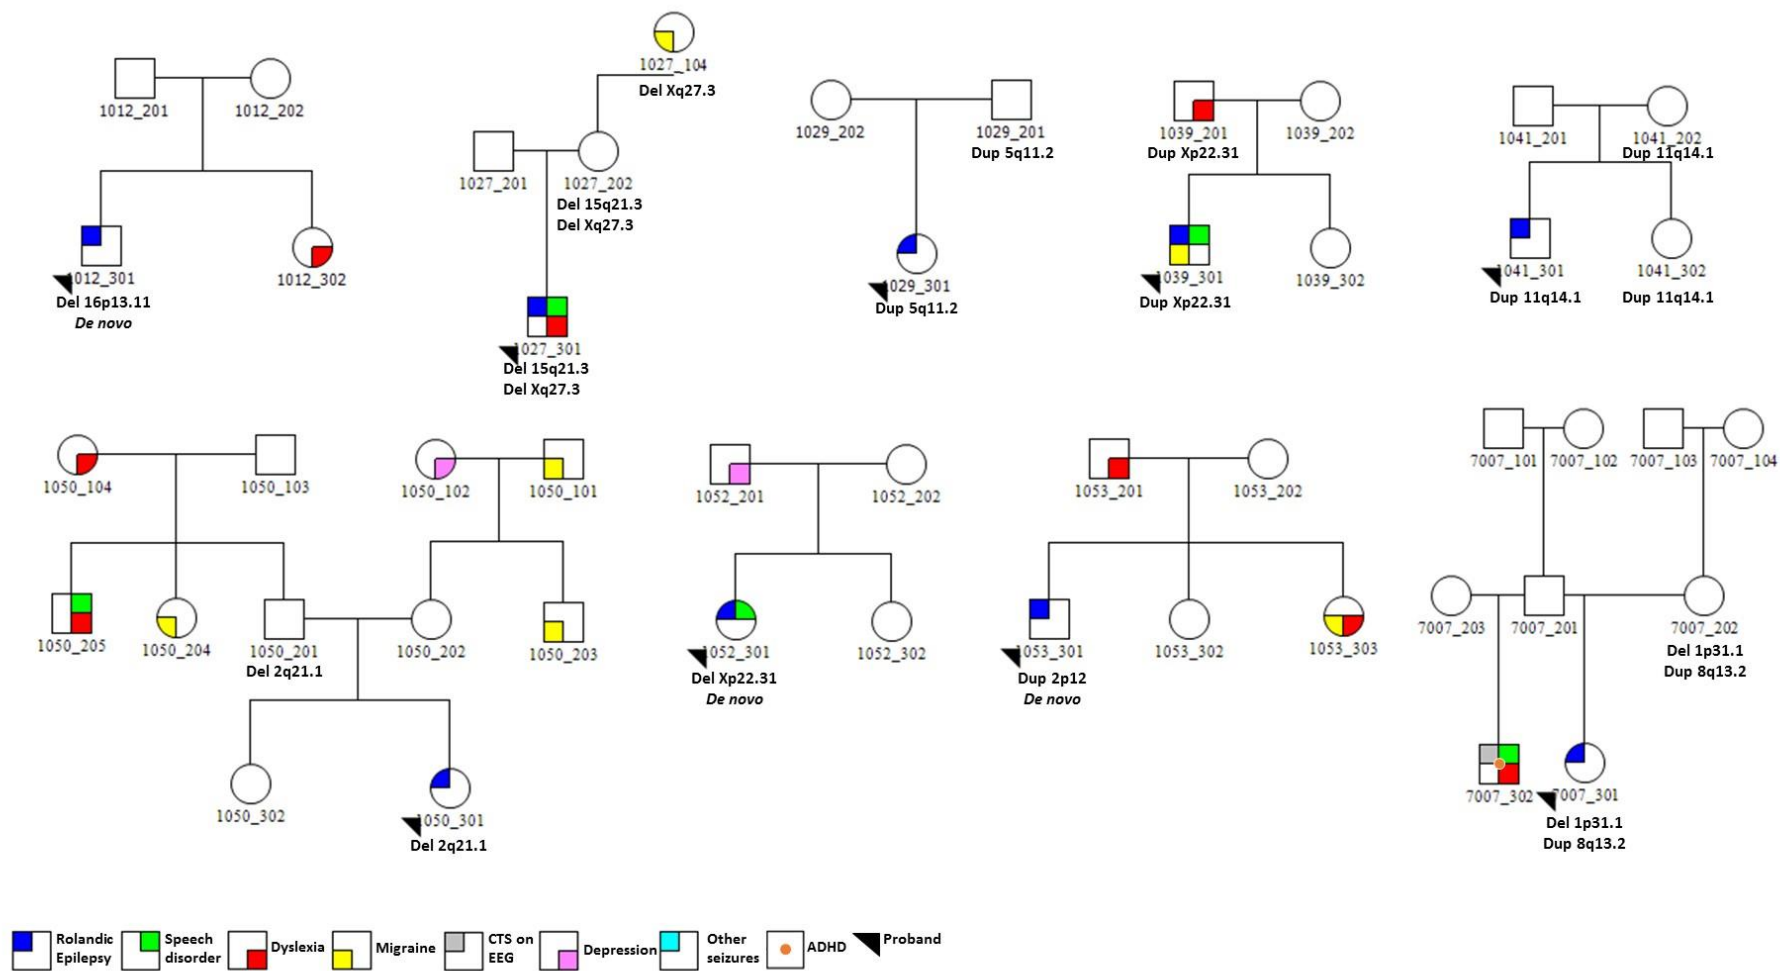 1027_104
Del Xq27.3
1012_201 1012_202
1012_301
Del 16p13.11
De novo
1012_302
1027_201 1027_202
Del 15q21.3
Del Xq27.3
1027_301
Del 15q21.3
Del Xq27.3
1029_202 1029_201
Dup 5q11.2
1029_301
Dup 5q11.2
1039_201 1039_202
Dup Xp22.31
1039_301 1039_302
Dup Xp22.31
1041_201 1041_202
Dup 11q14.1
1041_301 1041_302
Dup 11q14.1 Dup 11q14.1
1050_104 1050_103 1050_102 1050_101
1050_205 1050_204 1050_201 1050_202 1050_203
Del 2q21.1
1050_302 1050_301
Del 2q21.1
1052_201 1052_202
1052_301 1052_302
Del Xp22.31
De novo
1053_201 1053_202
1053_301 1053_302 1053_303
Dup 2p12
De novo
7007_101 7007_102 7007_103 7007_104
7007_203 7007_201 7007_202
Del 1p31.1
Dup 8q13.2
7007_302 7007_301
Del 1p31.1
Dup 8q13.2
Rolandic
Epilepsy
Speech
disorder
Dyslexia
Migraine
CTS on
EEG
Depression
Other
seizures
ADHD
Proband